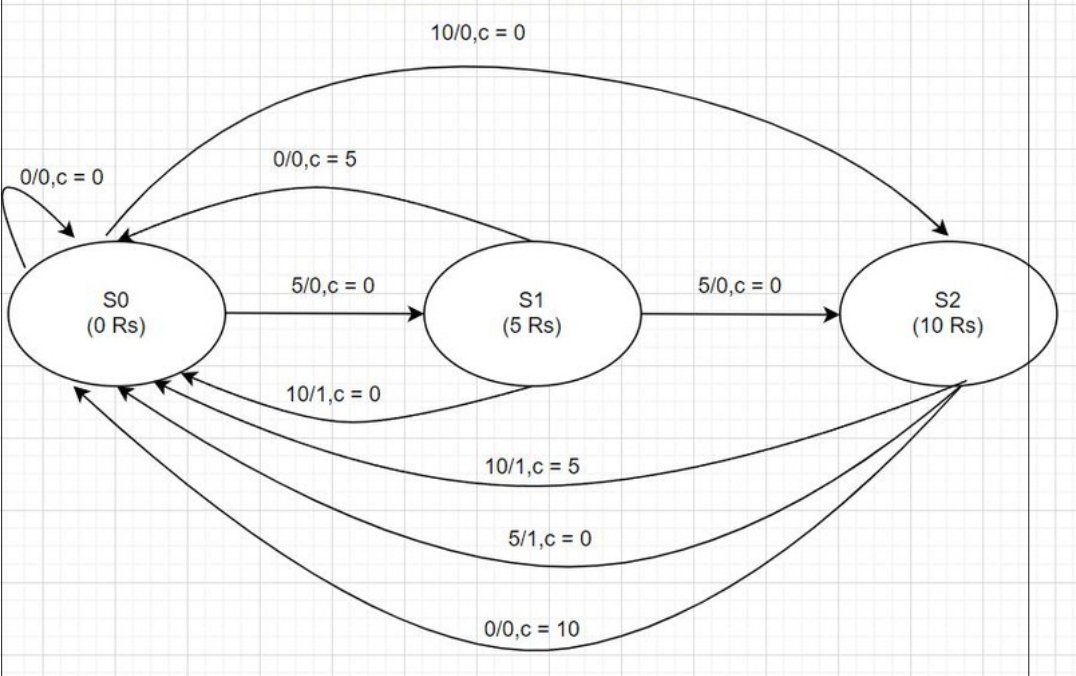 10/0,c = 0
0/0,c = 5
0/0,c = 0
5/0,c = 0
5/0,c = 0
S0
(0 Rs)
S1
(5 Rs)
S2
(10 Rs)
10/1,c = 0
10/1,c = 5
5/1,c = 0
0/0,c = 10